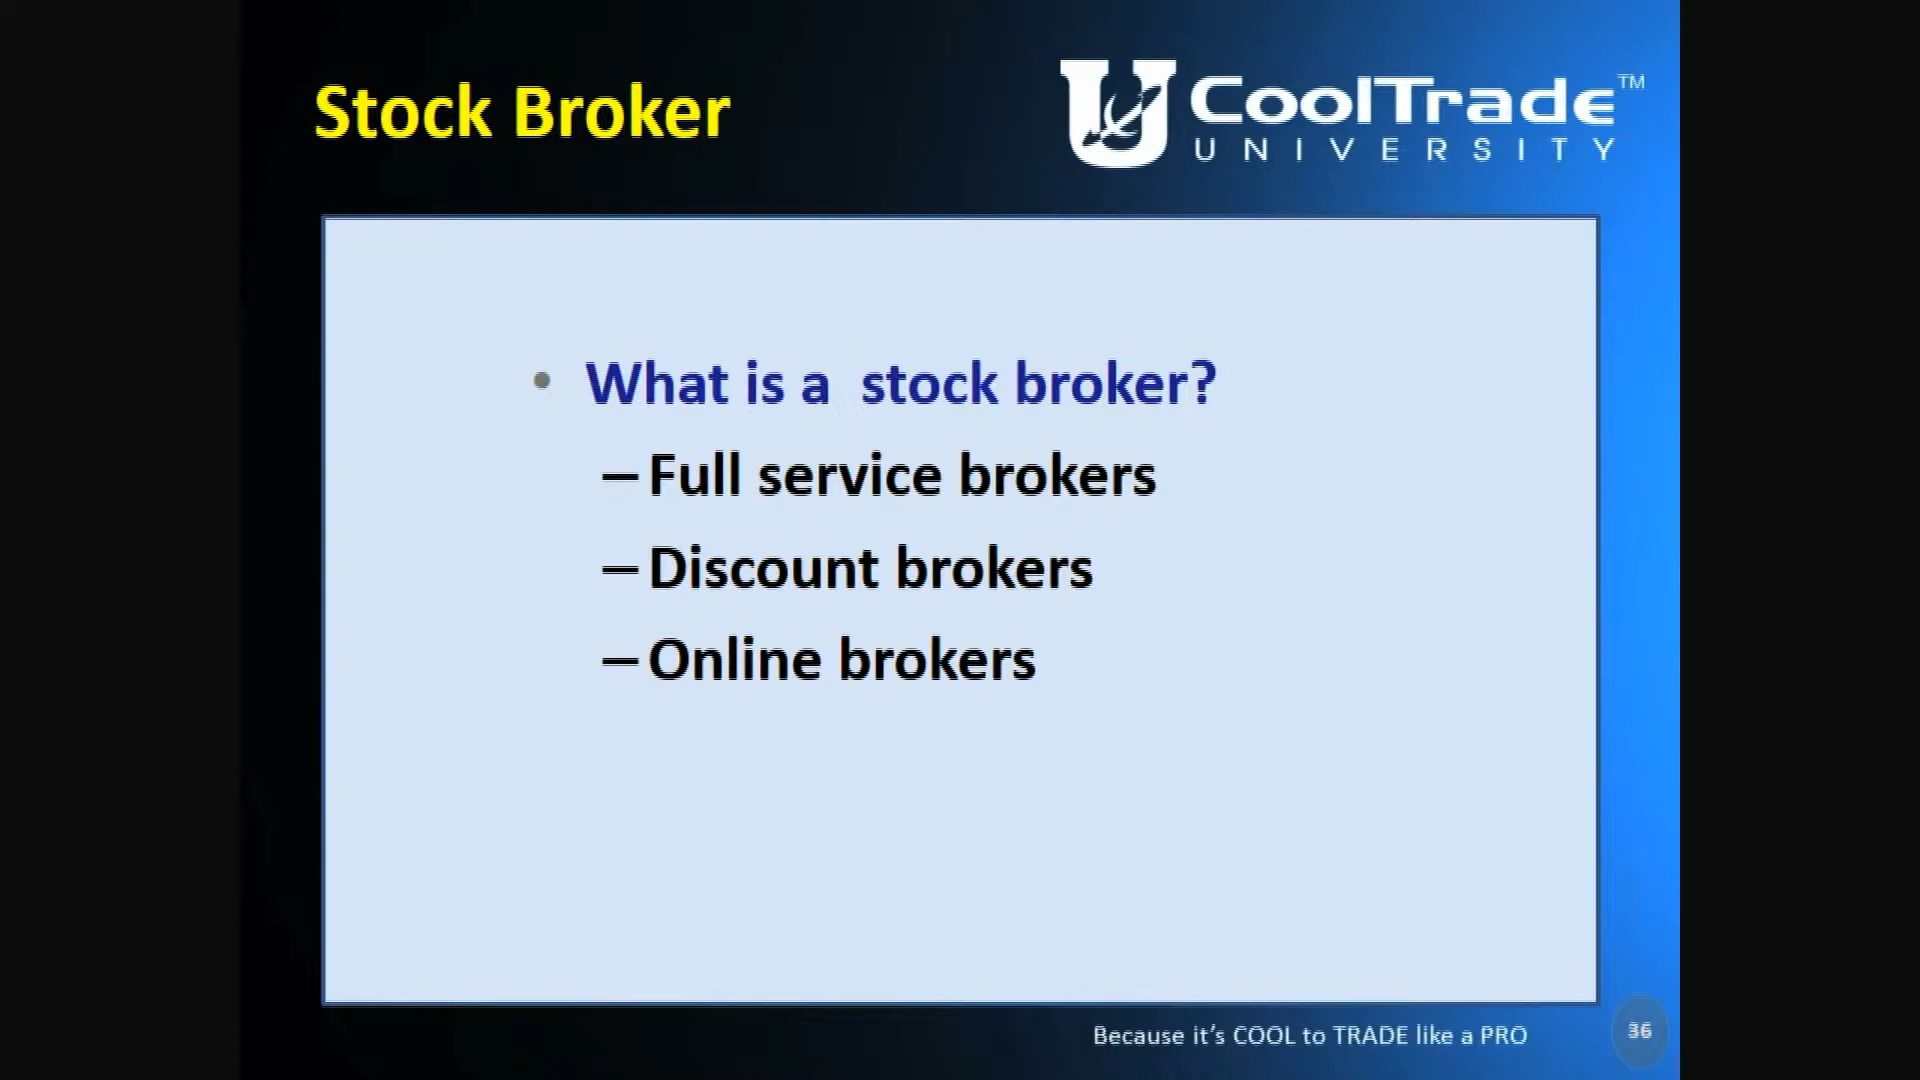 Stock Broker
CoolTrade™
UNIVERSITY
• What is a  stock broker?
– Full service brokers
– Discount brokers
– Online brokers
Because it’s COOL to TRADE like a PRO
36